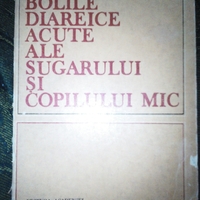 BOLILE
DIAREICE
ACUTE
ALE
SUGARULUI
ȘI
COPILULUI MIC